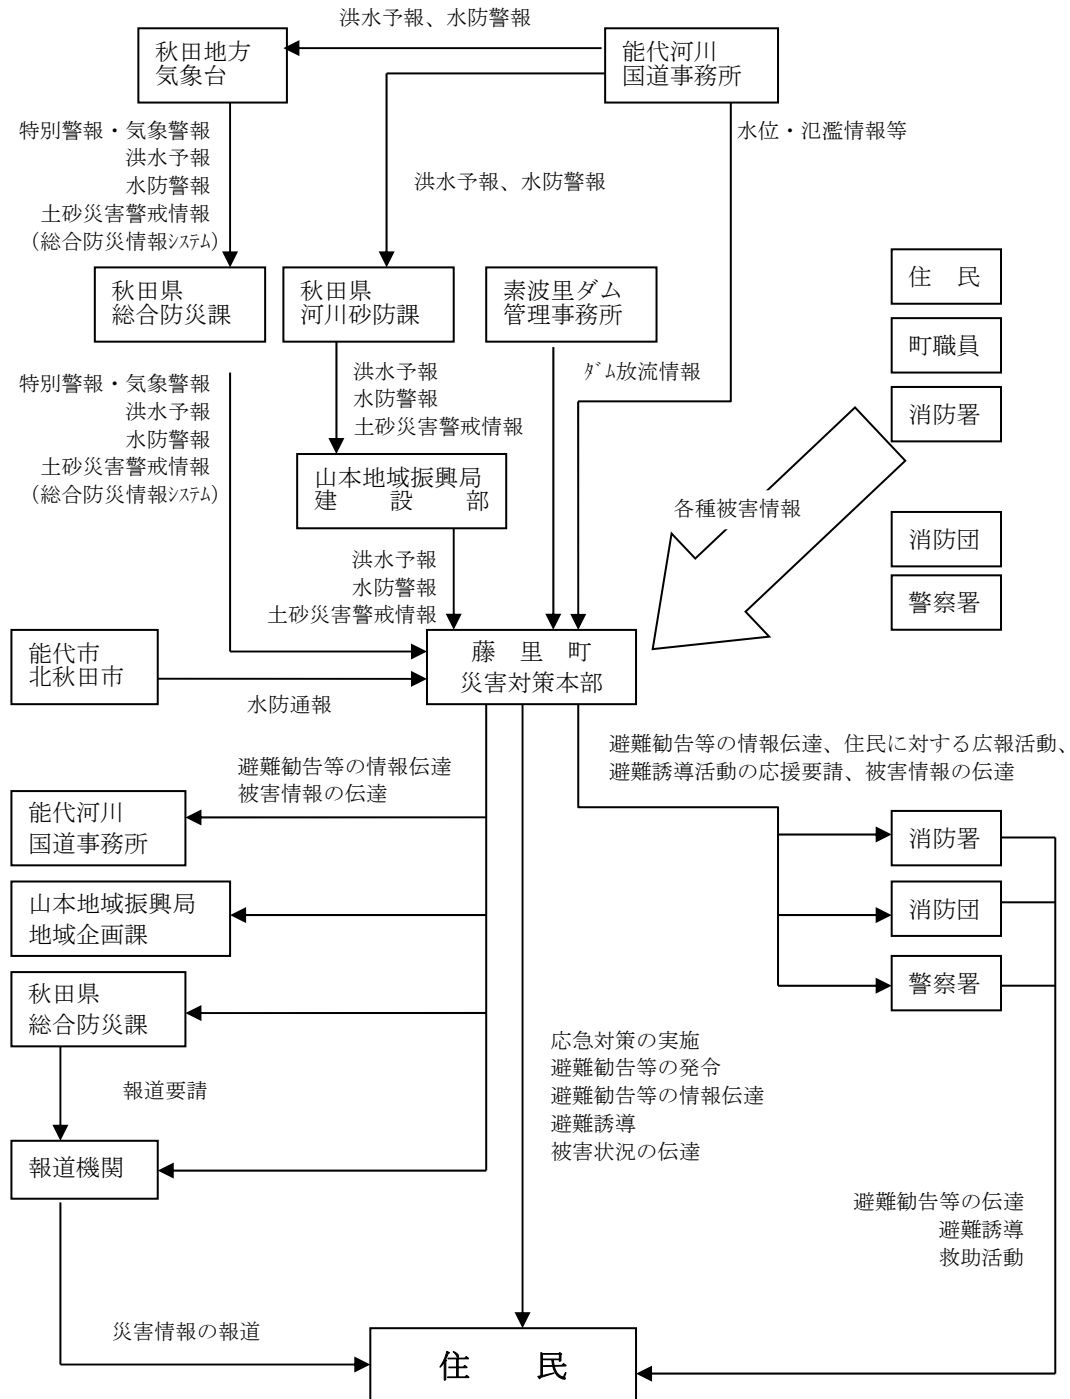 洪水予報、水防警報
秋田地方
気象台
能代河川
国道事務所
特別警報・気象警報
洪水予報
水防警報
土砂災害警戒情報
（総合防災情報ｼｽﾃﾑ）
水位・氾濫情報等
洪水予報、水防警報
秋田県
総合防災課
秋田県
河川砂防課
素波里ダム
管理事務所
住　民
町職員
消防署
消防団
警察署
特別警報・気象警報
洪水予報
水防警報
土砂災害警戒情報
（総合防災情報ｼｽﾃﾑ）
洪水予報
水防警報
土砂災害警戒情報
ﾀﾞﾑ放流情報
山本地域振興局
建　設　部
各種被害情報
洪水予報
水防警報
土砂災害警戒情報
能代市
北秋田市
水防通報
藤　里　町
災害対策本部
避難勧告等の情報伝達
被害情報の伝達
避難勧告等の情報伝達、住民に対する広報活動、
避難誘導活動の応援要請、被害情報の伝達
能代河川
国道事務所
山本地域振興局
地域企画課
秋田県
総合防災課
消防署
消防団
警察署
報道要請
応急対策の実施
避難勧告等の発令
避難勧告等の情報伝達
避難誘導
被害状況の伝達
報道機関
避難勧告等の伝達
避難誘導
救助活動
災害情報の報道
住　民